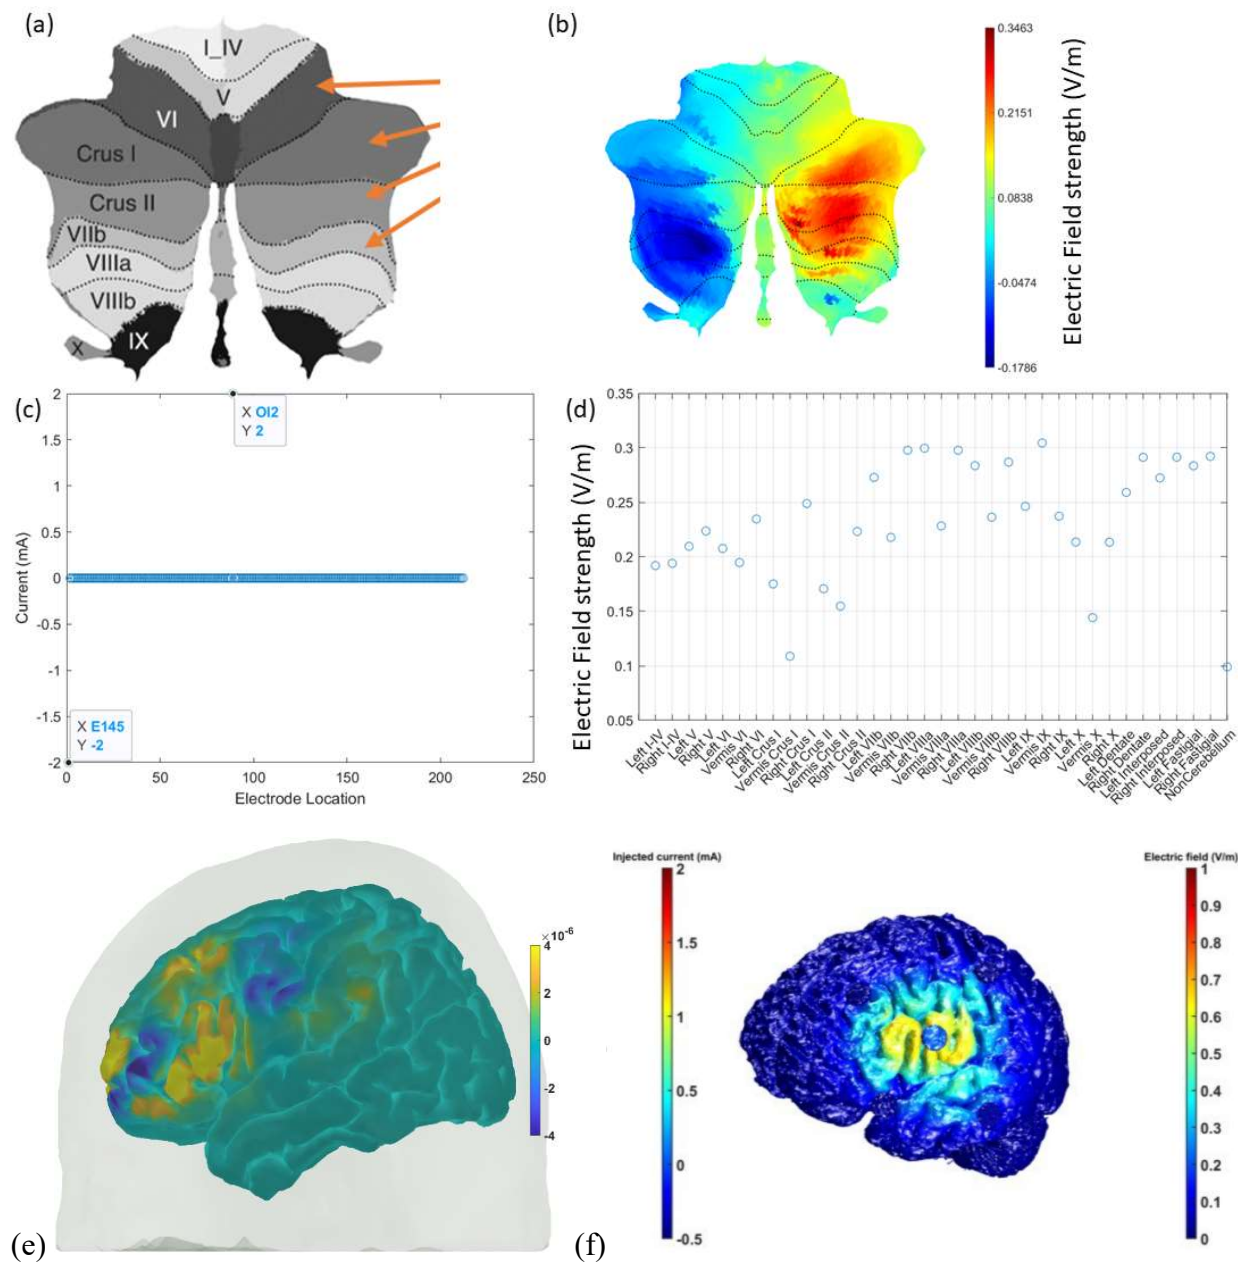 (a)
I_IV
V
VI
Crus I
Crus II
VIIb
VIIIa
VIIIb
IX
X
(b)
0.3463
0.2151
0.0838
-0.0474
-0.1786
Electric Field strength (V/m)
(c)
2
1.5
1
0.5
0
-0.5
-1
-1.5
-2
X OI2
Y 2
X E145
Y -2
0
50
100
150
200
250
Current (mA)
Electrode Location
(d)
0.35
0.3
0.25
0.2
0.15
0.1
0.05
Electric Field strength (V/m)
Left I-IV
Right I-IV
Left V
Right V
Left VI
Vermis VI
Right VI
Left Crus I
Vermis Crus I
Right Crus I
Left Crus II
Vermis Crus II
Right Crus II
Left VIIb
Vermis VIIb
Right VIIb
Left VIIIa
Vermis VIIIa
Right VIIIa
Left VIIIb
Vermis VIIIb
Right VIIIb
Left IX
Vermis IX
Right IX
Left X
Vermis X
Right X
Left Dentate
Right Dentate
Left Interposed
Right Interposed
Left Fastigial
Right Fastigial
NonCerebellum
×10⁻⁶
4
2
0
-2
-4
(e)
Injected current (mA)
2
1.5
1
0.5
0
-0.5
Electric field (V/m)
1
0.9
0.8
0.7
0.6
0.5
0.4
0.3
0.2
0.1
0
(f)